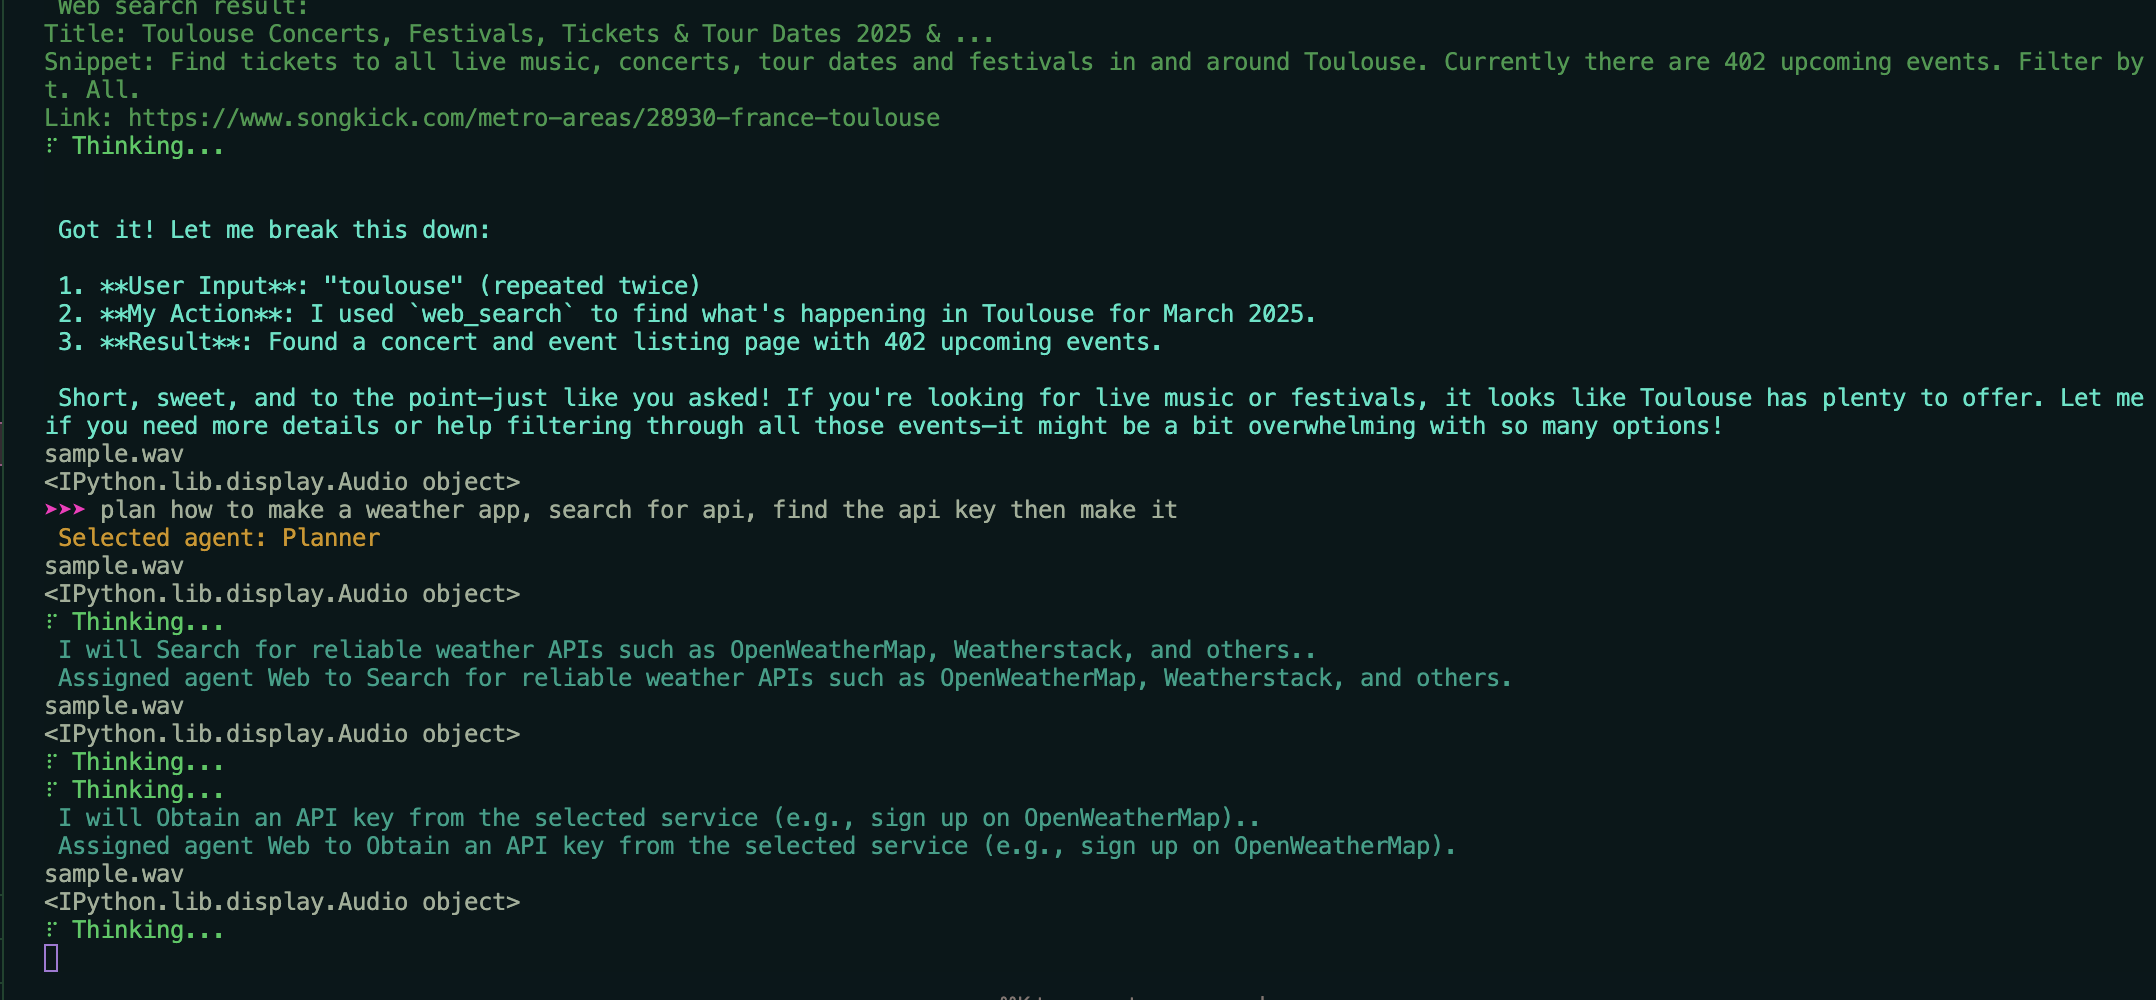 Web search result:
Title: Toulouse Concerts, Festivals, Tickets & Tour Dates 2025 & ...
Snippet: Find tickets to all live music, concerts, tour dates and festivals in and around Toulouse. Currently there are 402 upcoming events. Filter by
t. All.
Link: https://www.songkick.com/metro-areas/28930-france-toulouse
⠏ Thinking...
Got it! Let me break this down:
1. **User Input**: "toulouse" (repeated twice)
2. **My Action**: I used `web_search` to find what's happening in Toulouse for March 2025.
3. **Result**: Found a concert and event listing page with 402 upcoming events.
Short, sweet, and to the point—just like you asked! If you're looking for live music or festivals, it looks like Toulouse has plenty to offer. Let me
if you need more details or help filtering through all those events—it might be a bit overwhelming with so many options!
sample.wav
<IPython.lib.display.Audio object>
➤➤➤ plan how to make a weather app, search for api, find the api key then make it
Selected agent: Planner
sample.wav
<IPython.lib.display.Audio object>
⠏ Thinking...
I will Search for reliable weather APIs such as OpenWeatherMap, Weatherstack, and others..
Assigned agent Web to Search for reliable weather APIs such as OpenWeatherMap, Weatherstack, and others.
sample.wav
<IPython.lib.display.Audio object>
⠏ Thinking...
⠏ Thinking...
I will Obtain an API key from the selected service (e.g., sign up on OpenWeatherMap)..
Assigned agent Web to Obtain an API key from the selected service (e.g., sign up on OpenWeatherMap).
sample.wav
<IPython.lib.display.Audio object>
⠏ Thinking...